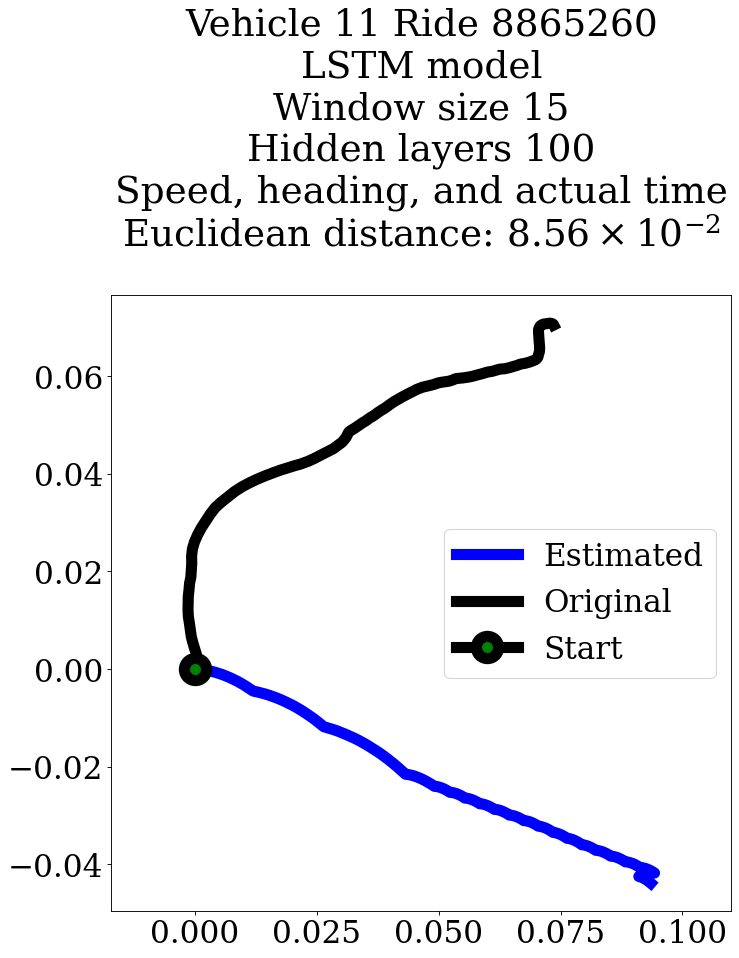 Vehicle 11 Ride 8865260
LSTM model
Window size 15
Hidden layers 100
Speed, heading, and actual time
Euclidean distance: 8.56 × 10⁻²
0.06
0.04
0.02
0.00
−0.02
−0.04
Estimated
Original
Start
0.000 0.025 0.050 0.075 0.100